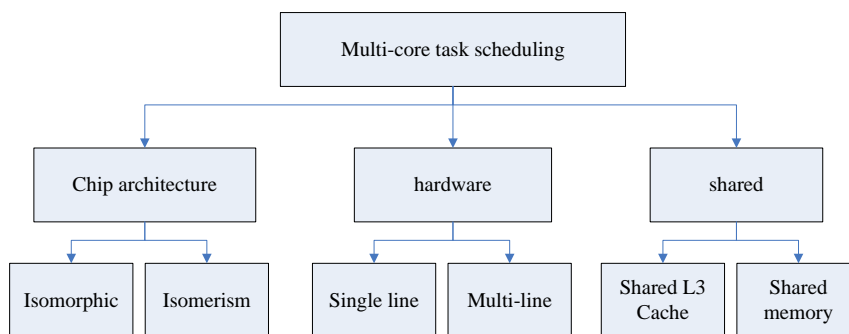 Multi-core task scheduling
Chip architecture
hardware
shared
Isomorphic
Isomerism
Single line
Multi-line
Shared L3
Cache
Shared
memory